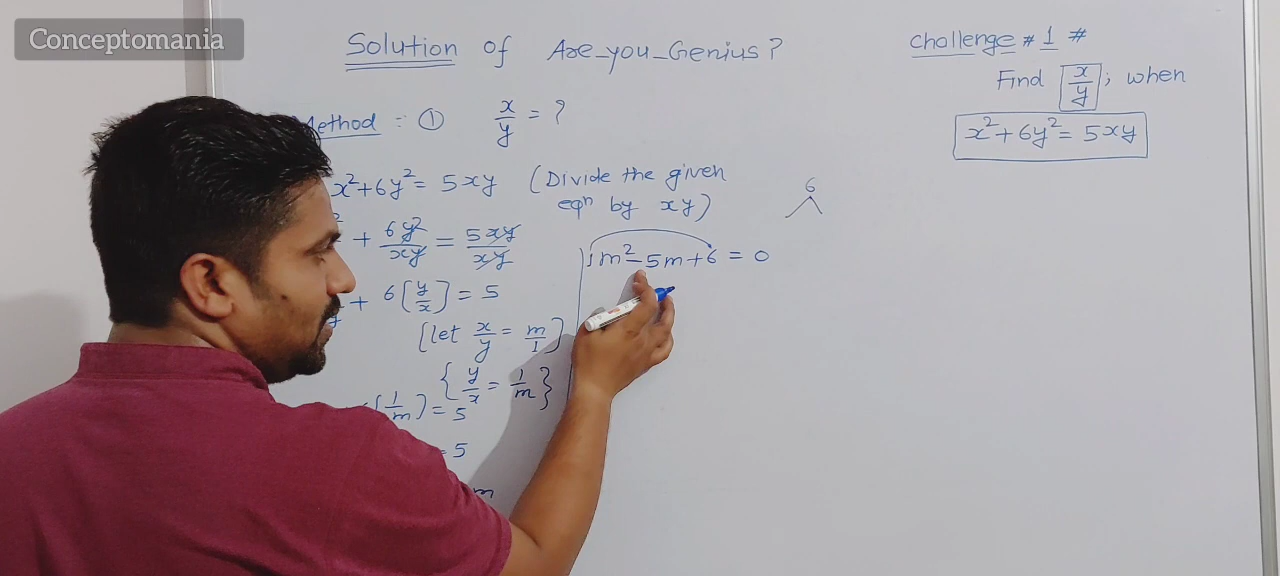 Conceptomania
Solution of Are_you_Genius?
challenge # 1 #
Find x/y; when
x² + 6y² = 5xy
Method : ① x/y = ?
x² + 6y² = 5xy (Divide the given
eqⁿ by xy)
+ 6y²/xy = 5xy/xy
+ 6[y/x] = 5
[let x/y = m/1]
{y/x = 1/m}
(1/m) = 5
= 5
m
6
1m² - 5m + 6 = 0